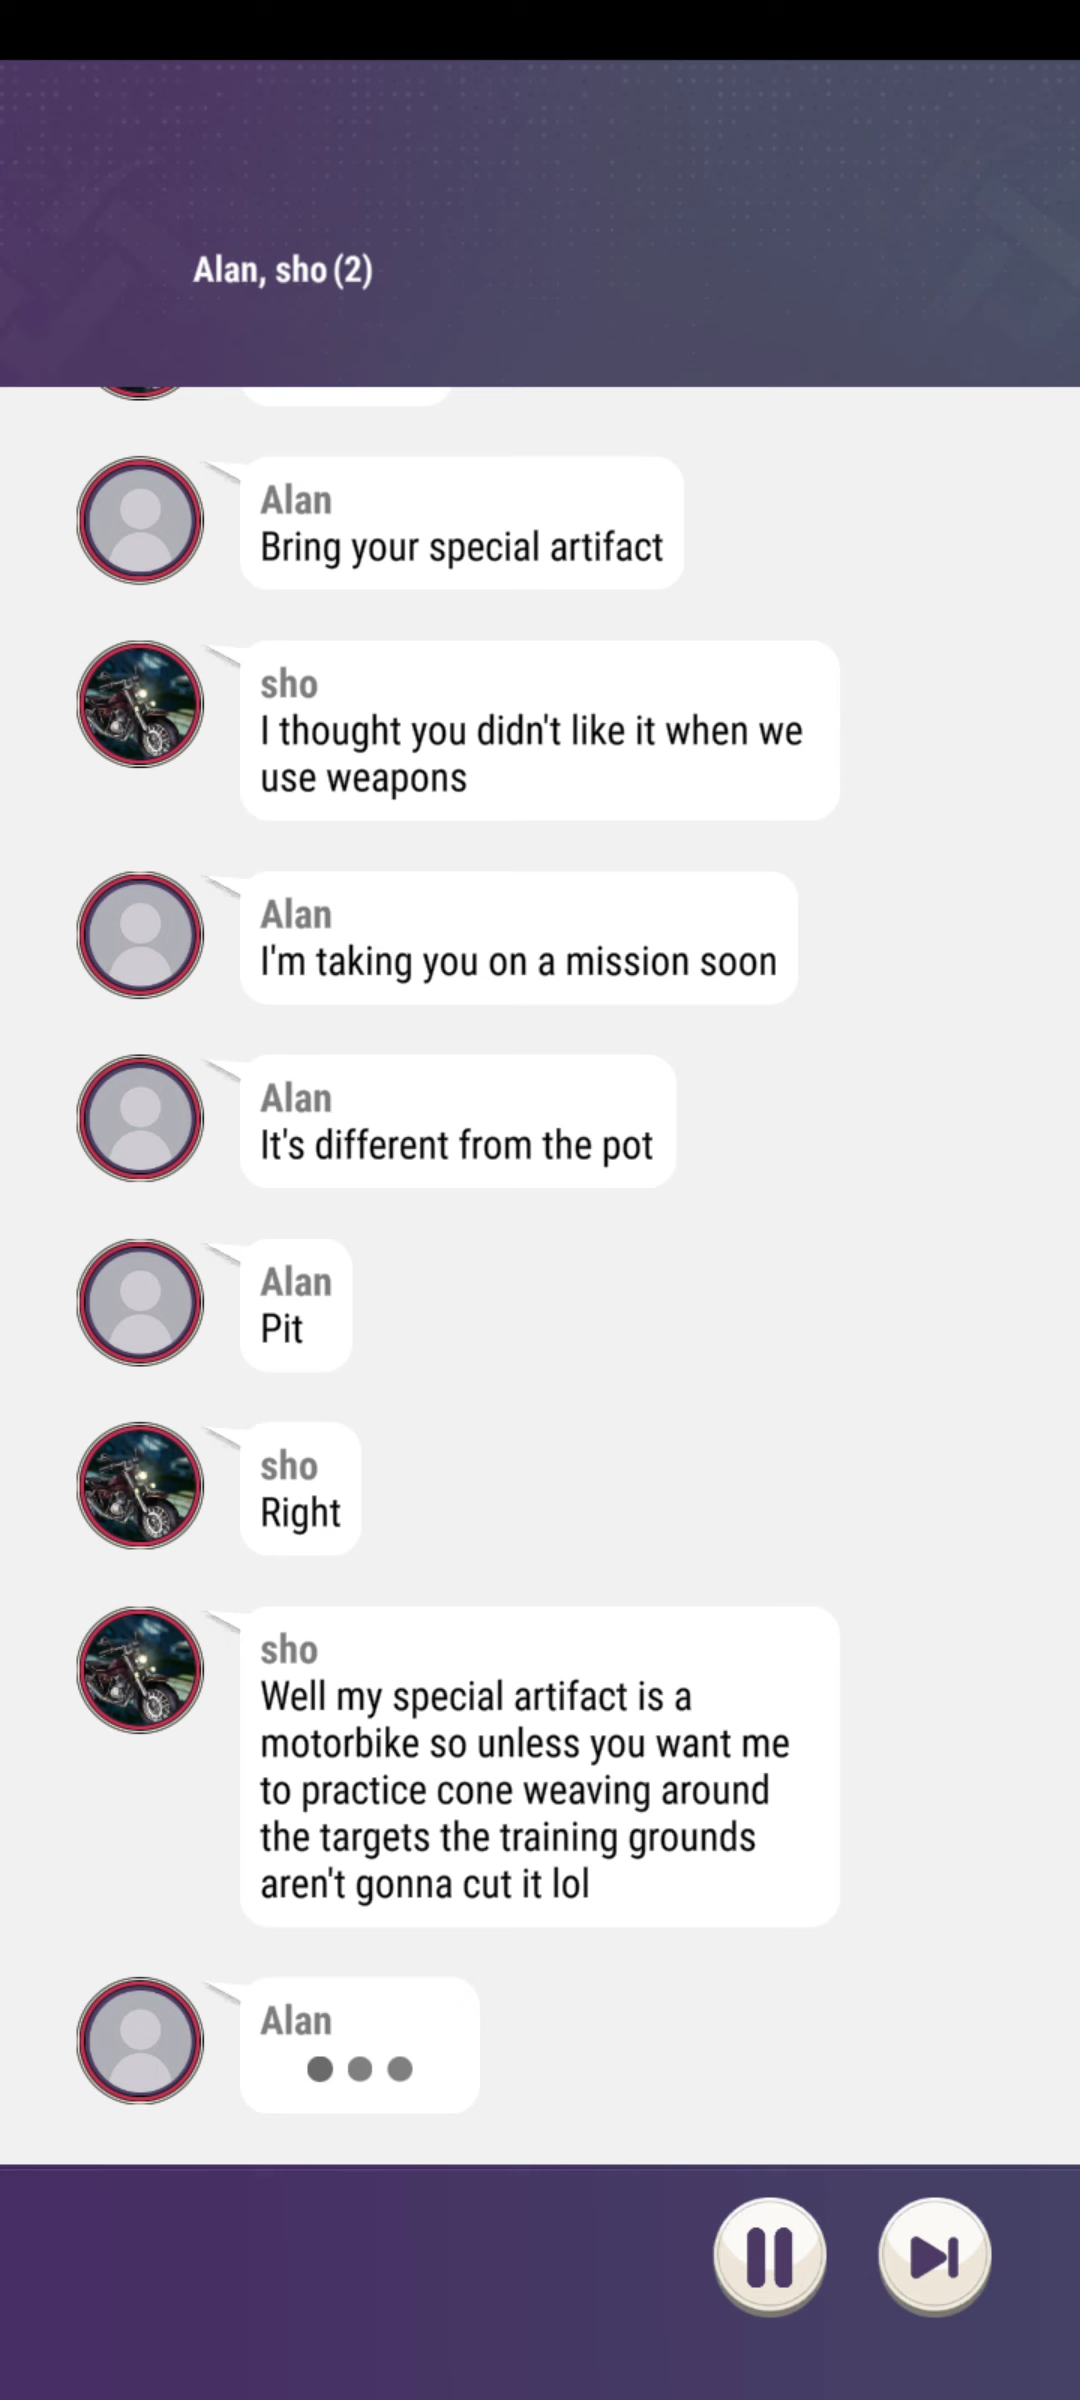 Alan, sho (2)
Alan
Bring your special artifact
sho
I thought you didn't like it when we
use weapons
Alan
I'm taking you on a mission soon
Alan
It's different from the pot
Alan
Pit
sho
Right
sho
Well my special artifact is a
motorbike so unless you want me
to practice cone weaving around
the targets the training grounds
aren't gonna cut it lol
Alan